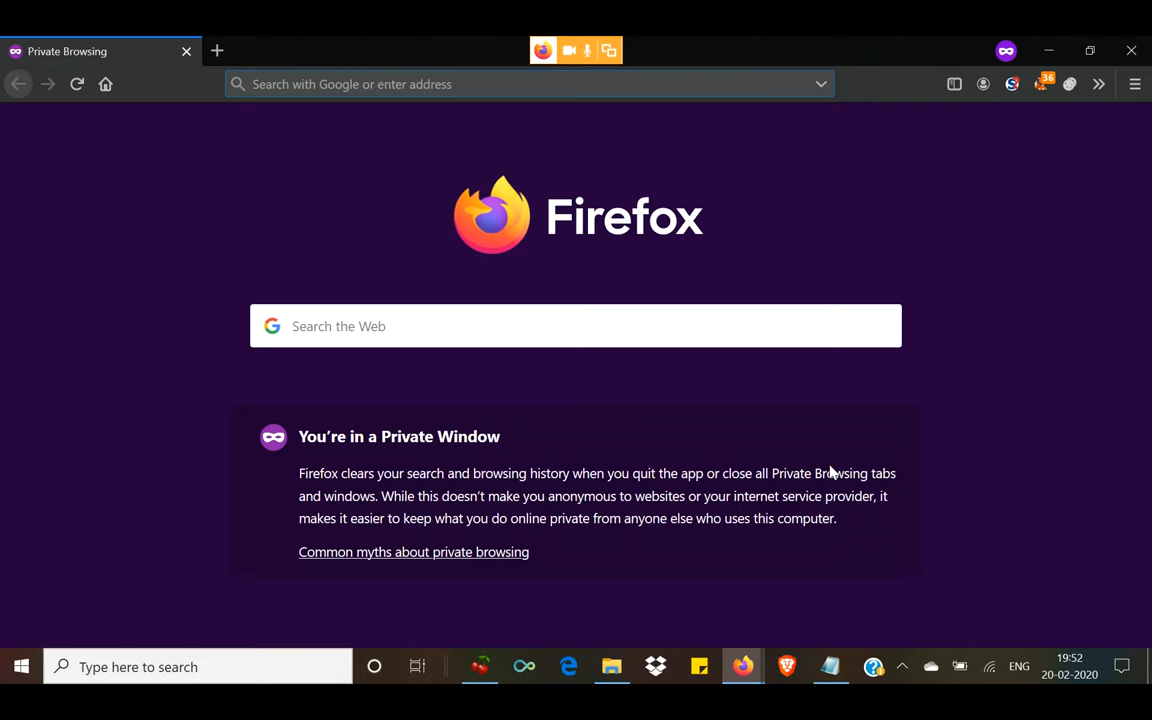 Private Browsing
Search with Google or enter address
36
Firefox
Search the Web
You're in a Private Window
Firefox clears your search and browsing history when you quit the app or close all Private Browsing tabs
and windows. While this doesn't make you anonymous to websites or your internet service provider, it
makes it easier to keep what you do online private from anyone else who uses this computer.
Common myths about private browsing
Type here to search
ENG
19:52
20-02-2020